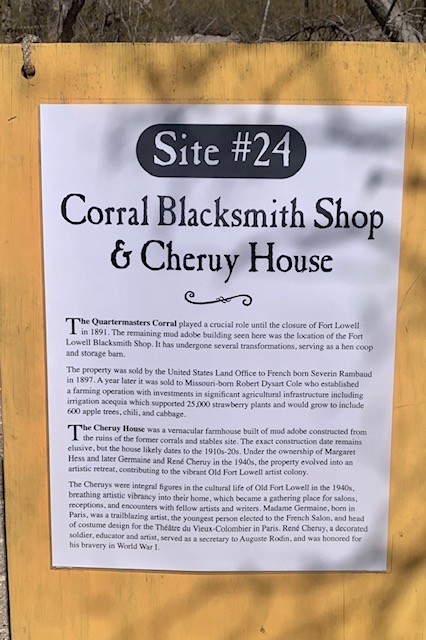 Site #24
Corral Blacksmith Shop
& Cheruy House
The Quartermasters Corral played a crucial role until the closure of Fort Lowell
in 1891. The remaining mud adobe building seen here was the location of the Fort
Lowell Blacksmith Shop. It has undergone several transformations, serving as a hen coop
and storage barn.
The property was sold by the United States Land Office to French born Severin Rambaud
in 1897. A year later it was sold to Missouri-born Robert Dysart Cole who established
a farming operation with investments in significant agricultural infrastructure including
irrigation acequia which supported 25,000 strawberry plants and would grow to include
600 apple trees, chili, and cabbage.
The Cheruy House was a vernacular farmhouse built of mud adobe constructed from
the ruins of the former corrals and stables site. The exact construction date remains
elusive, but the house likely dates to the 1910s-20s. Under the ownership of Margaret
Hess and later Germaine and René Cheruy in the 1940s, the property evolved into an
artistic retreat, contributing to the vibrant Old Fort Lowell artist colony.
The Cheruys were integral figures in the cultural life of Old Fort Lowell in the 1940s,
breathing artistic vibrancy into their home, which became a gathering place for salons,
receptions, and encounters with fellow artists and writers. Madame Germaine, born in
Paris, was a trailblazing artist, the youngest person elected to the French Salon, and head
of costume design for the Théâtre du Vieux-Colombier in Paris. René Cheruy, a decorated
soldier, educator and artist, served as a secretary to Auguste Rodin, and was honored for
his bravery in World War I.